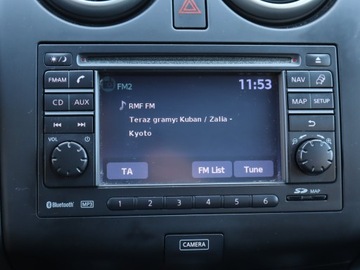 FM2 11:53
FM•AM
NAV
RMF FM
CD AUX
Teraz gramy: Kuban / Zalia -
Kyoto
MAP SETUP
VOL
TA FM List Tune
Bluetooth MP3 1 2 3 4 5 6 SD MAP
CAMERA